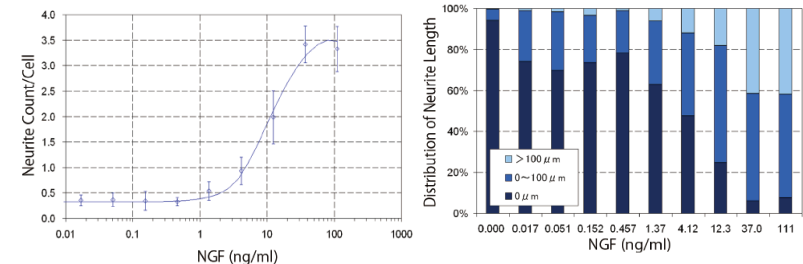 4.0
3.5
3.0
2.5
2.0
1.5
1.0
0.5
0.0
Neurite Count/Cell
0.01 0.1 1 10 100 1000
NGF (ng/ml)
100%
80%
60%
40%
20%
0%
Distribution of Neurite Length
>100μm
0~100μm
0μm
0.000 0.017 0.051 0.152 0.457 1.37 4.12 12.3 37.0 111
NGF (ng/ml)